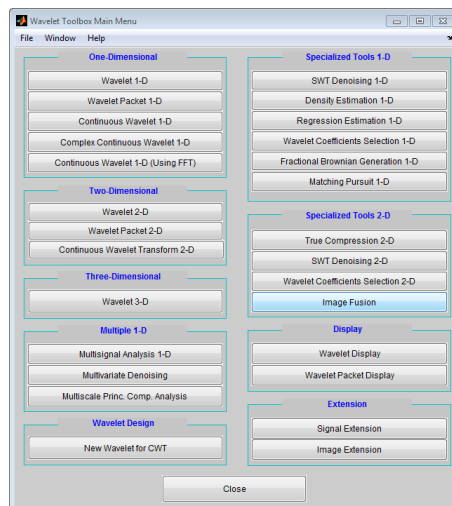 Wavelet Toolbox Main Menu
File Window Help
One-Dimensional
Wavelet 1-D
Wavelet Packet 1-D
Continuous Wavelet 1-D
Complex Continuous Wavelet 1-D
Continuous Wavelet 1-D (Using FFT)
Two-Dimensional
Wavelet 2-D
Wavelet Packet 2-D
Continuous Wavelet Transform 2-D
Three-Dimensional
Wavelet 3-D
Multiple 1-D
Multisignal Analysis 1-D
Multivariate Denoising
Multiscale Princ. Comp. Analysis
Wavelet Design
New Wavelet for CWT
Specialized Tools 1-D
SWT Denoising 1-D
Density Estimation 1-D
Regression Estimation 1-D
Wavelet Coefficients Selection 1-D
Fractional Brownian Generation 1-D
Matching Pursuit 1-D
Specialized Tools 2-D
True Compression 2-D
SWT Denoising 2-D
Wavelet Coefficients Selection 2-D
Image Fusion
Display
Wavelet Display
Wavelet Packet Display
Extension
Signal Extension
Image Extension
Close